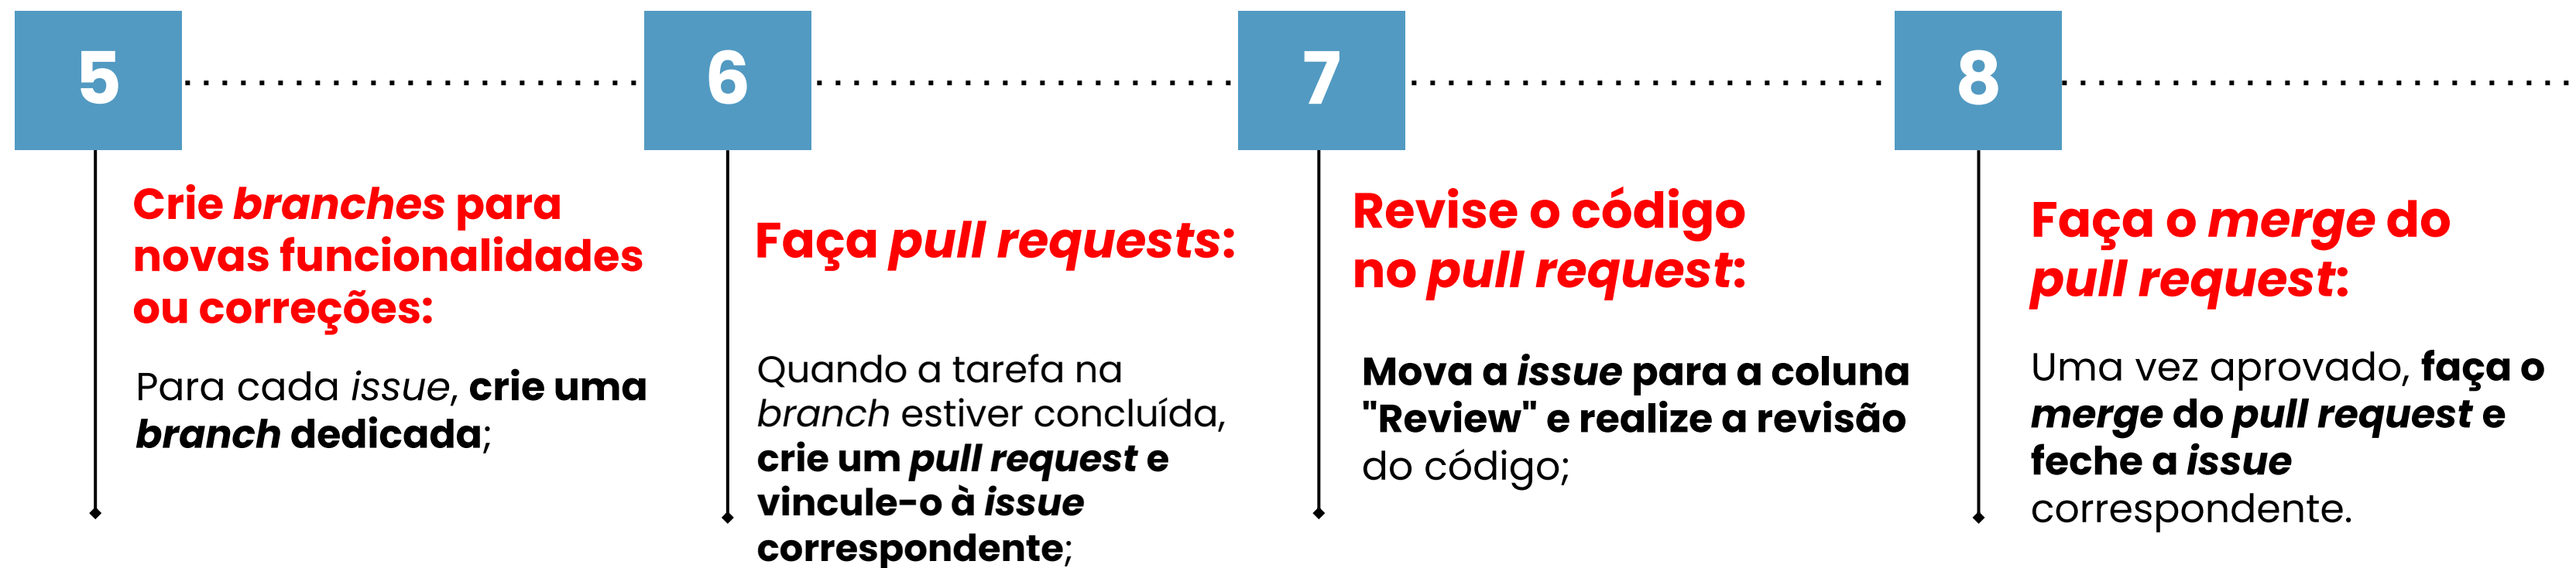 5
Crie branches para
novas funcionalidades
ou correções:
Para cada issue, crie uma
branch dedicada;
6
Faça pull requests:
Quando a tarefa na
branch estiver concluída,
crie um pull request e
vincule-o à issue
correspondente;
7
Revise o código
no pull request:
Mova a issue para a coluna
"Review" e realize a revisão
do código;
8
Faça o merge do
pull request:
Uma vez aprovado, faça o
merge do pull request e
feche a issue
correspondente.